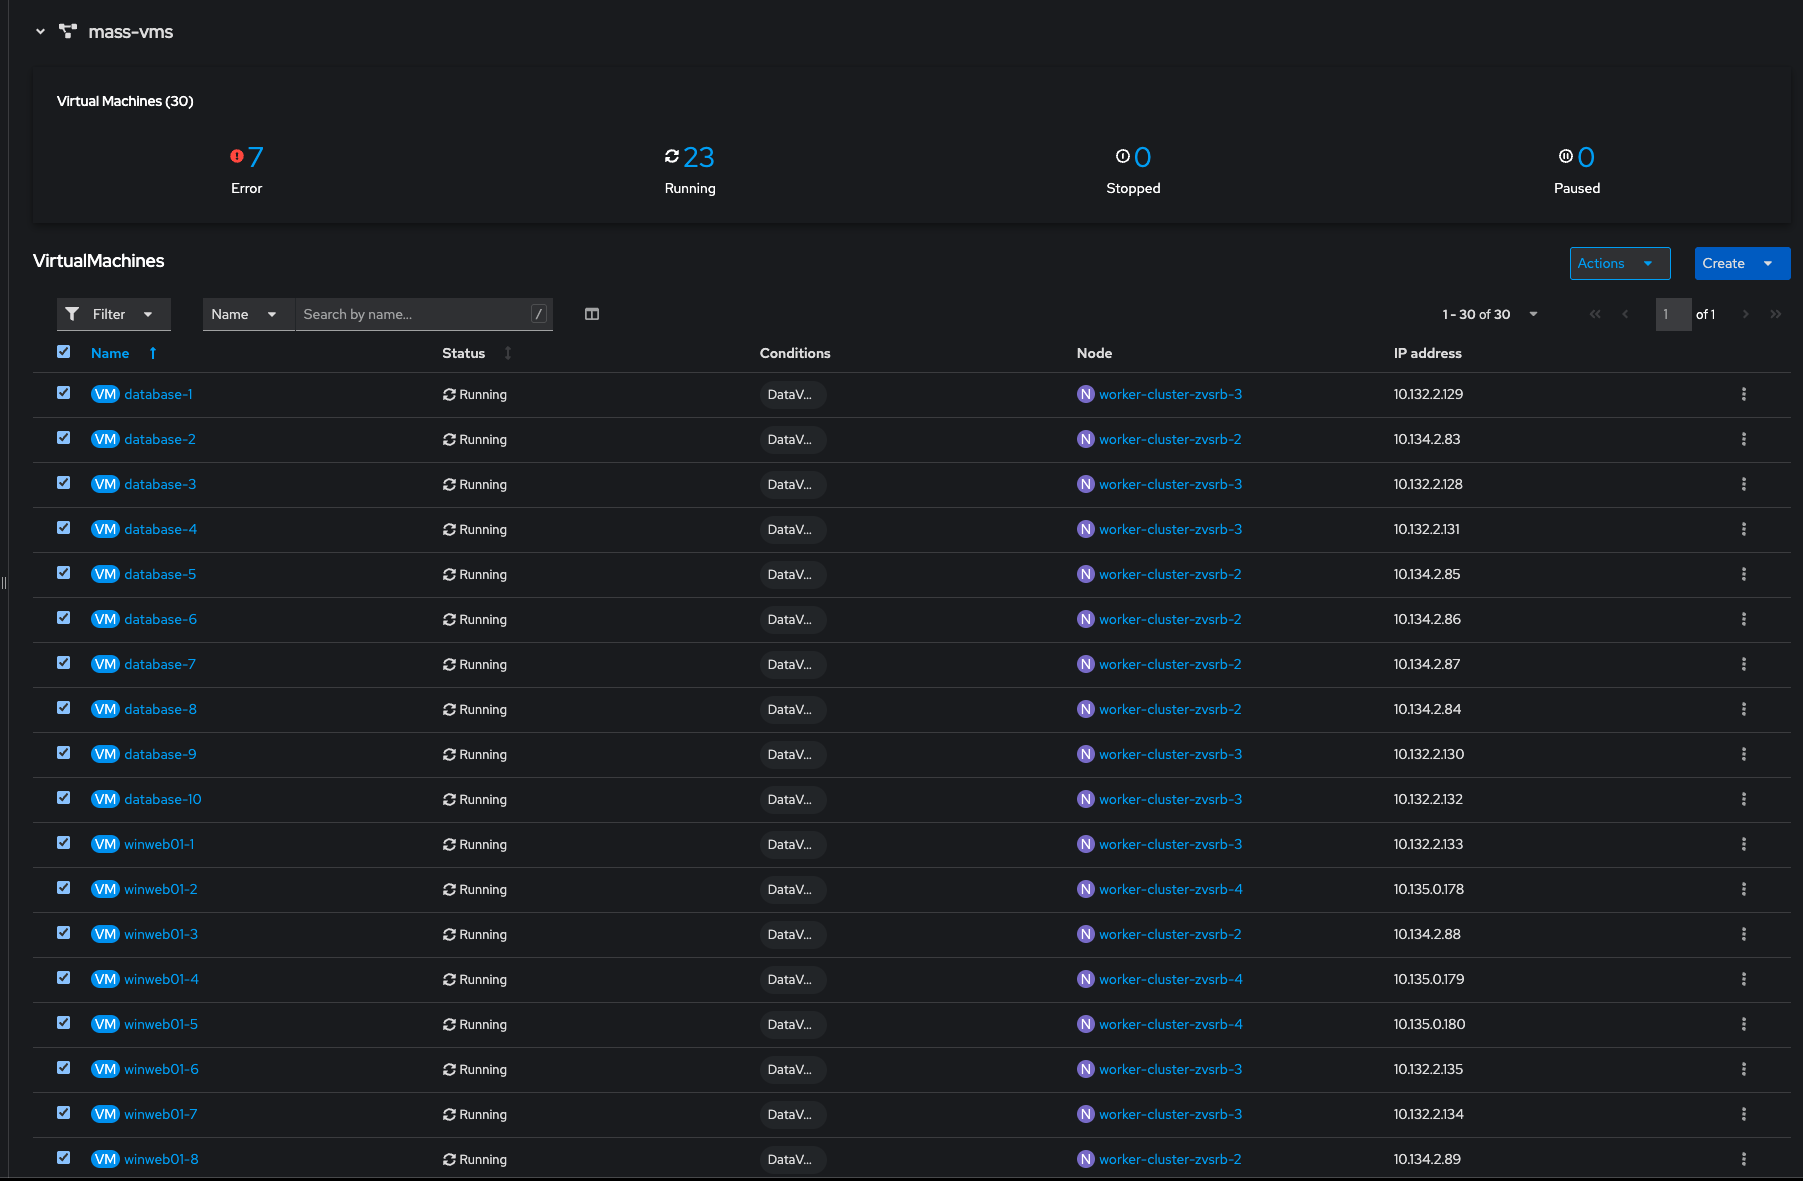 mass-vms
Virtual Machines (30)
7 23 0 0
Error Running Stopped Paused
VirtualMachines Actions Create
Filter Name Search by name... / 1 - 30 of 30 1 of 1
Name Status Conditions Node IP address
VM database-1 Running DataV... N worker-cluster-zvsrb-3 10.132.2.129
VM database-2 Running DataV... N worker-cluster-zvsrb-2 10.134.2.83
VM database-3 Running DataV... N worker-cluster-zvsrb-3 10.132.2.128
VM database-4 Running DataV... N worker-cluster-zvsrb-3 10.132.2.131
VM database-5 Running DataV... N worker-cluster-zvsrb-2 10.134.2.85
VM database-6 Running DataV... N worker-cluster-zvsrb-2 10.134.2.86
VM database-7 Running DataV... N worker-cluster-zvsrb-2 10.134.2.87
VM database-8 Running DataV... N worker-cluster-zvsrb-2 10.134.2.84
VM database-9 Running DataV... N worker-cluster-zvsrb-3 10.132.2.130
VM database-10 Running DataV... N worker-cluster-zvsrb-3 10.132.2.132
VM winweb01-1 Running DataV... N worker-cluster-zvsrb-3 10.132.2.133
VM winweb01-2 Running DataV... N worker-cluster-zvsrb-4 10.135.0.178
VM winweb01-3 Running DataV... N worker-cluster-zvsrb-2 10.134.2.88
VM winweb01-4 Running DataV... N worker-cluster-zvsrb-4 10.135.0.179
VM winweb01-5 Running DataV... N worker-cluster-zvsrb-4 10.135.0.180
VM winweb01-6 Running DataV... N worker-cluster-zvsrb-3 10.132.2.135
VM winweb01-7 Running DataV... N worker-cluster-zvsrb-3 10.132.2.134
VM winweb01-8 Running DataV... N worker-cluster-zvsrb-2 10.134.2.89